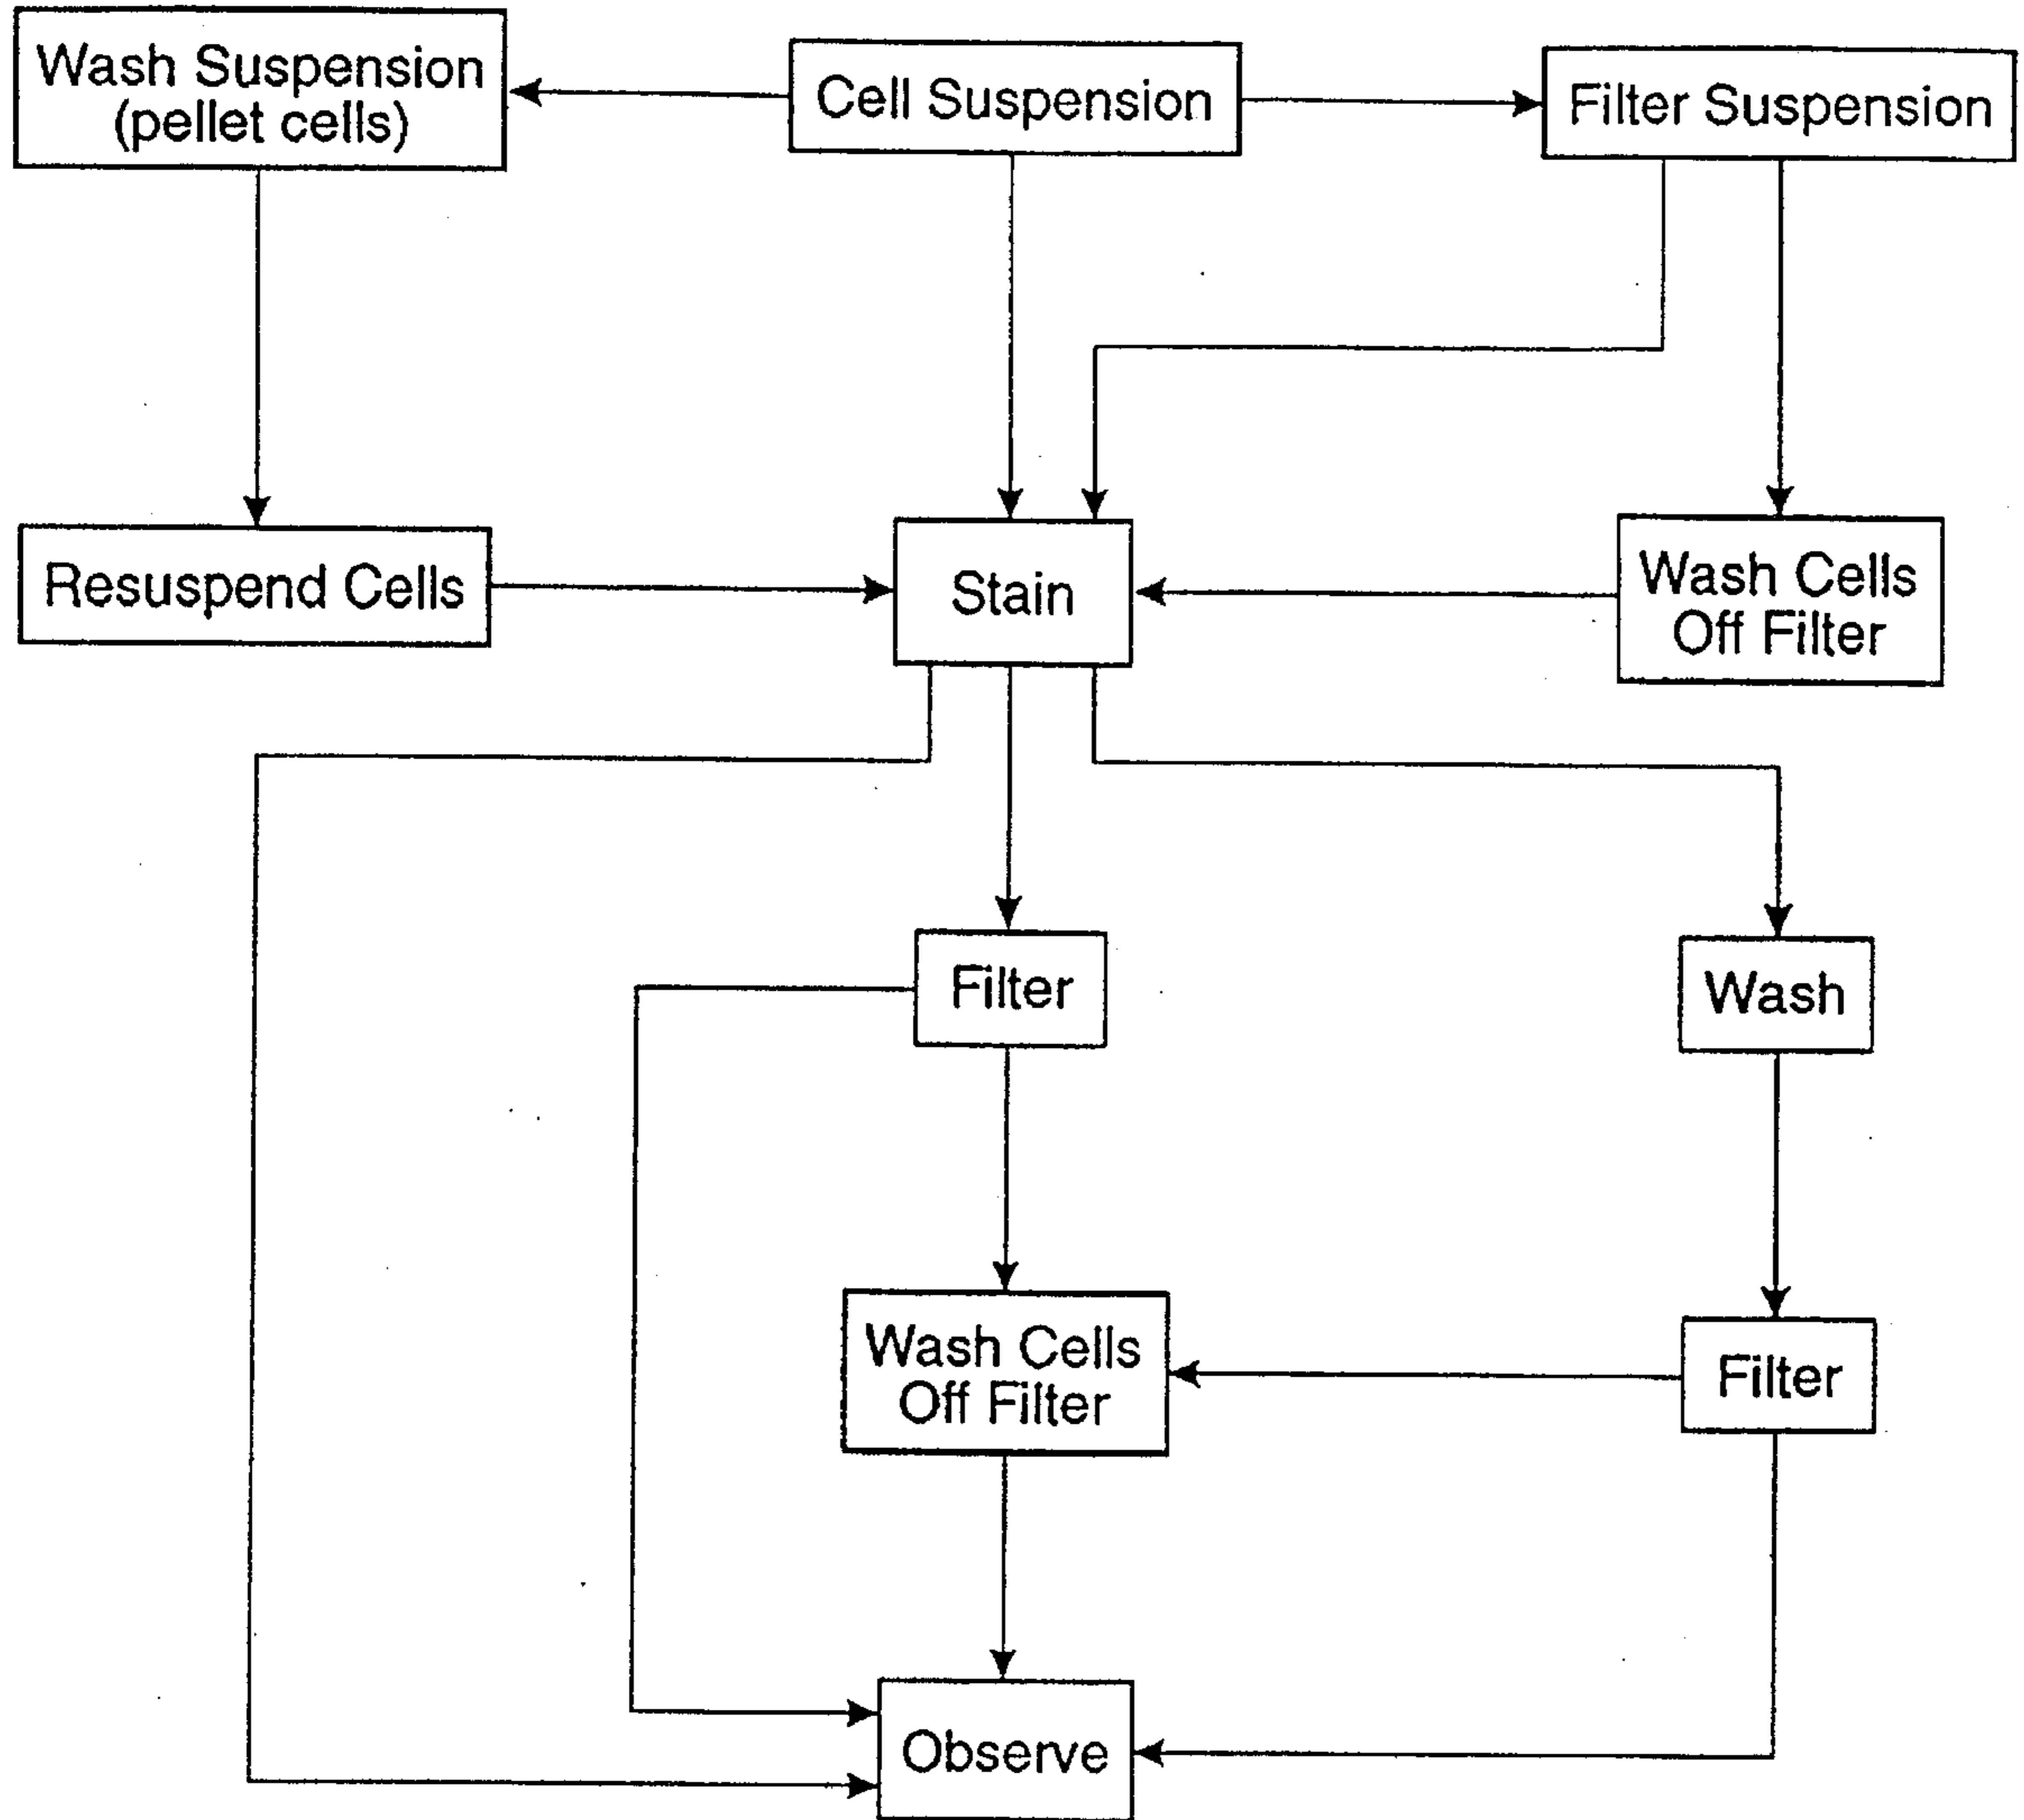 Wash Suspension
(pellet cells)
Cell Suspension
Filter Suspension
Resuspend Cells
Stain
Wash Cells
Off Filter
Filter
Wash
Wash Cells
Off Filter
Filter
Observe